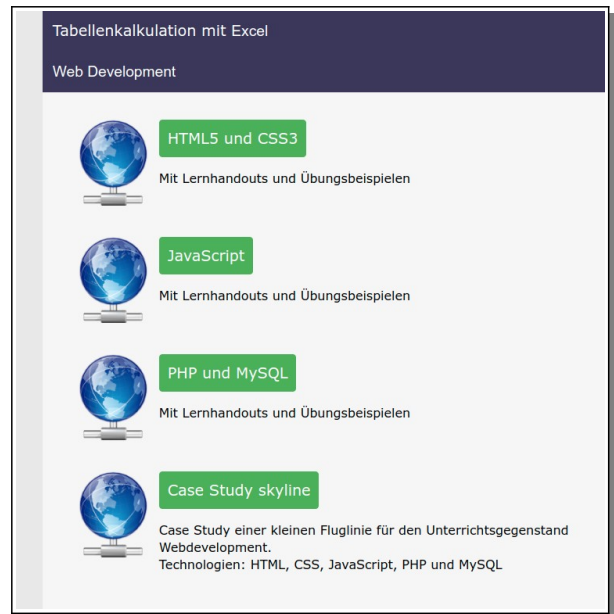 Tabellenkalkulation mit Excel
Web Development
HTML5 und CSS3
Mit Lernhandouts und Übungsbeispielen
JavaScript
Mit Lernhandouts und Übungsbeispielen
PHP und MySQL
Mit Lernhandouts und Übungsbeispielen
Case Study skyline
Case Study einer kleinen Fluglinie für den Unterrichtsgegenstand
Webdevelopment.
Technologien: HTML, CSS, JavaScript, PHP und MySQL